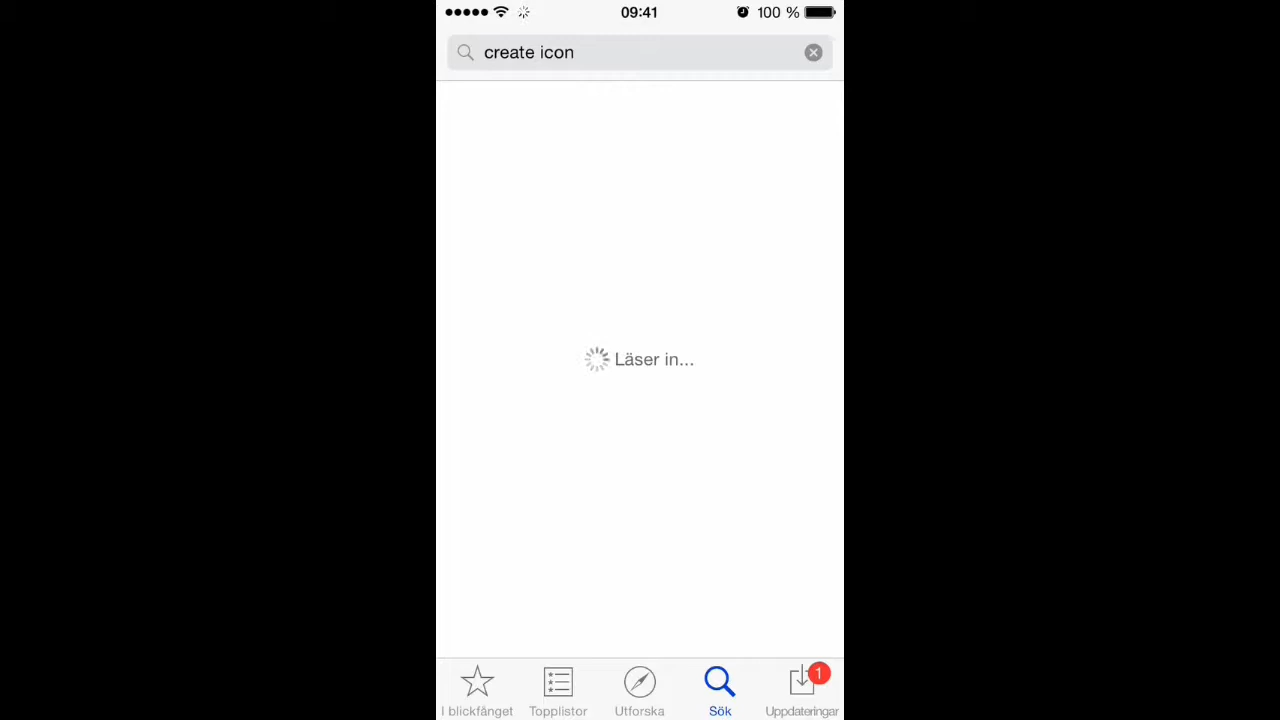 09:41
100 %
create icon
Läser in...
1
I blickfånget
Topplistor
Utforska
Sök
Uppdateringar